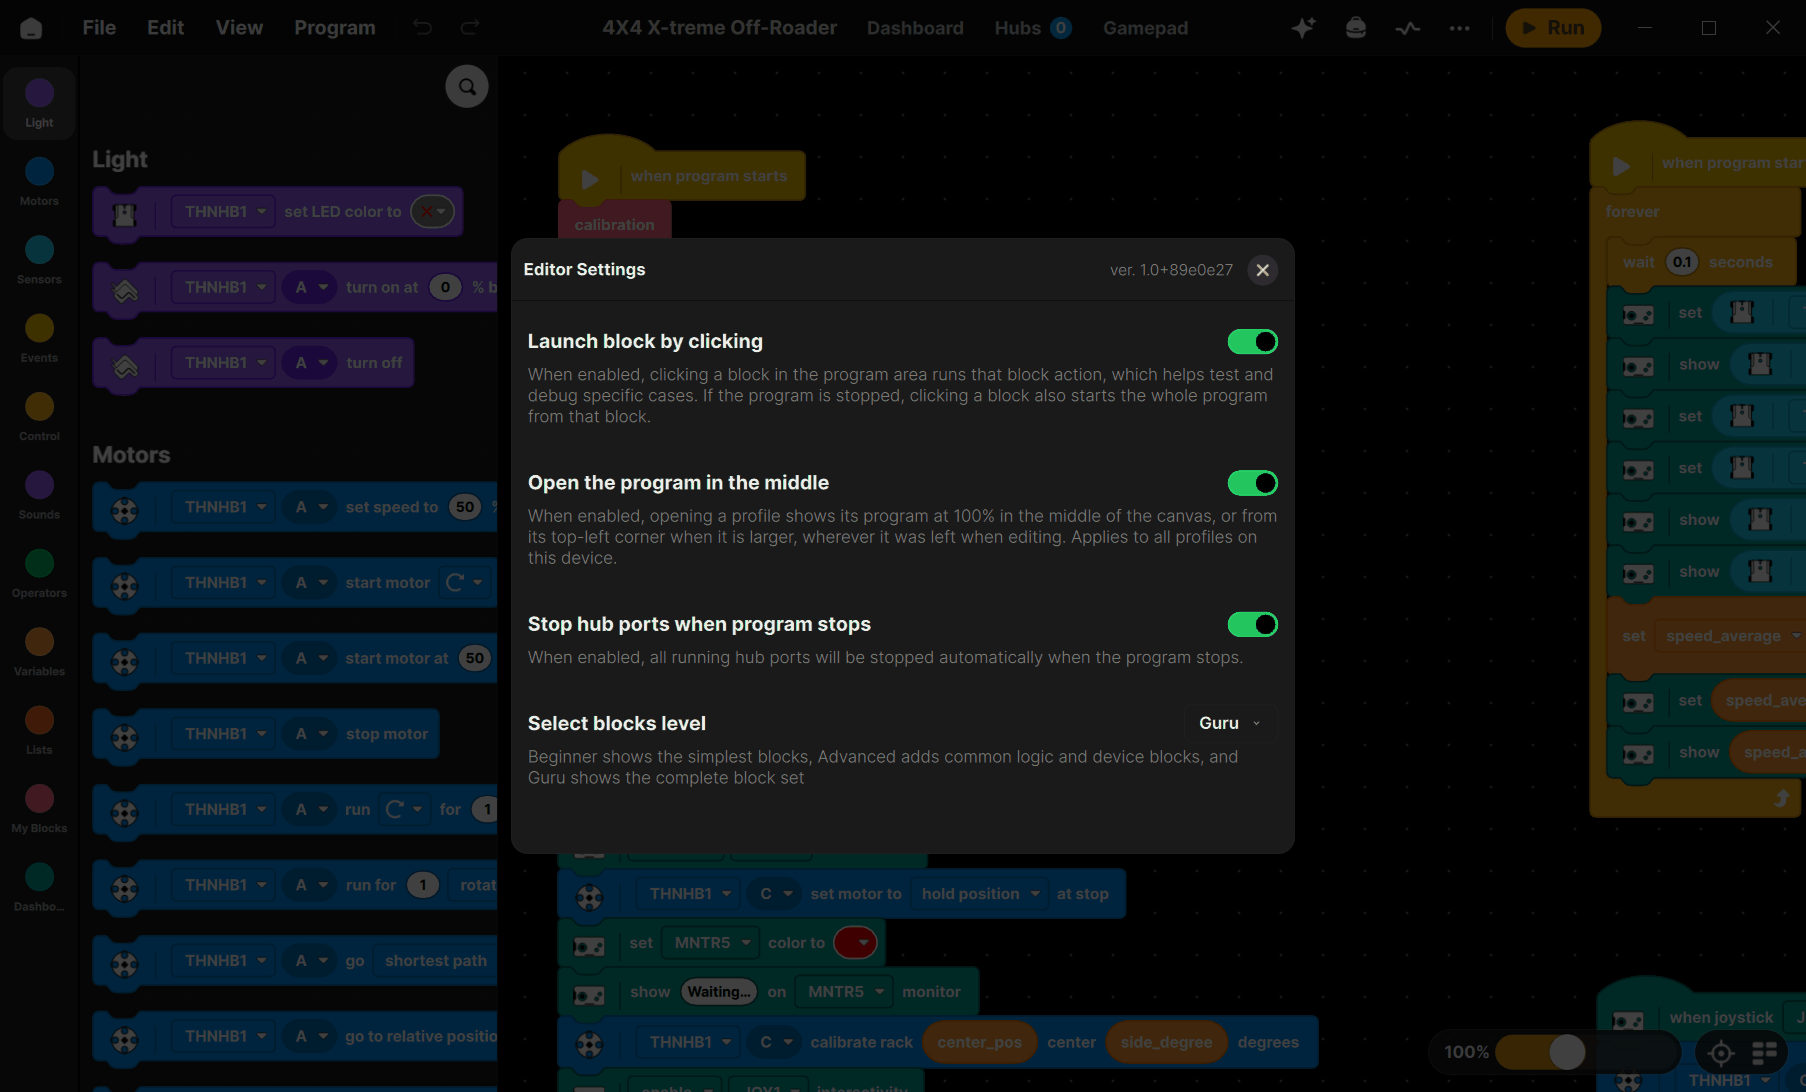 File Edit View Program 4X4 X-treme Off-Roader Dashboard Hubs 0 Gamepad Run
Light
Motors
Sensors
Events
Control
Sounds
Operators
Variables
Lists
My Blocks
Dashbo...
Light
THNHB1 set LED color to
THNHB1 A turn on at 0 % b
THNHB1 A turn off
Motors
THNHB1 A set speed to 50 %
THNHB1 A start motor
THNHB1 A start motor at 50
THNHB1 A stop motor
THNHB1 A run for 1
THNHB1 A run for 1 rotat
THNHB1 A go shortest path
THNHB1 A go to relative positio
when program starts
calibration
Editor Settings ver. 1.0+89e0e27
Launch block by clicking
When enabled, clicking a block in the program area runs that block action, which helps test and
debug specific cases. If the program is stopped, clicking a block also starts the whole program
from that block.
Open the program in the middle
When enabled, opening a profile shows its program at 100% in the middle of the canvas, or from
its top-left corner when it is larger, wherever it was left when editing. Applies to all profiles on
this device.
Stop hub ports when program stops
When enabled, all running hub ports will be stopped automatically when the program stops.
Select blocks level Guru
Beginner shows the simplest blocks, Advanced adds common logic and device blocks, and
Guru shows the complete block set
THNHB1 C set motor to hold position at stop
set MNTR5 color to
show Waiting... on MNTR5 monitor
THNHB1 C calibrate rack center_pos center side_degree degrees
enable JOY1 interactivity
when program star
forever
wait 0.1 seconds
set
show
set
set
show
show
set speed_average
set speed_ave
show speed_a
when joystick J
THNHB1
100%